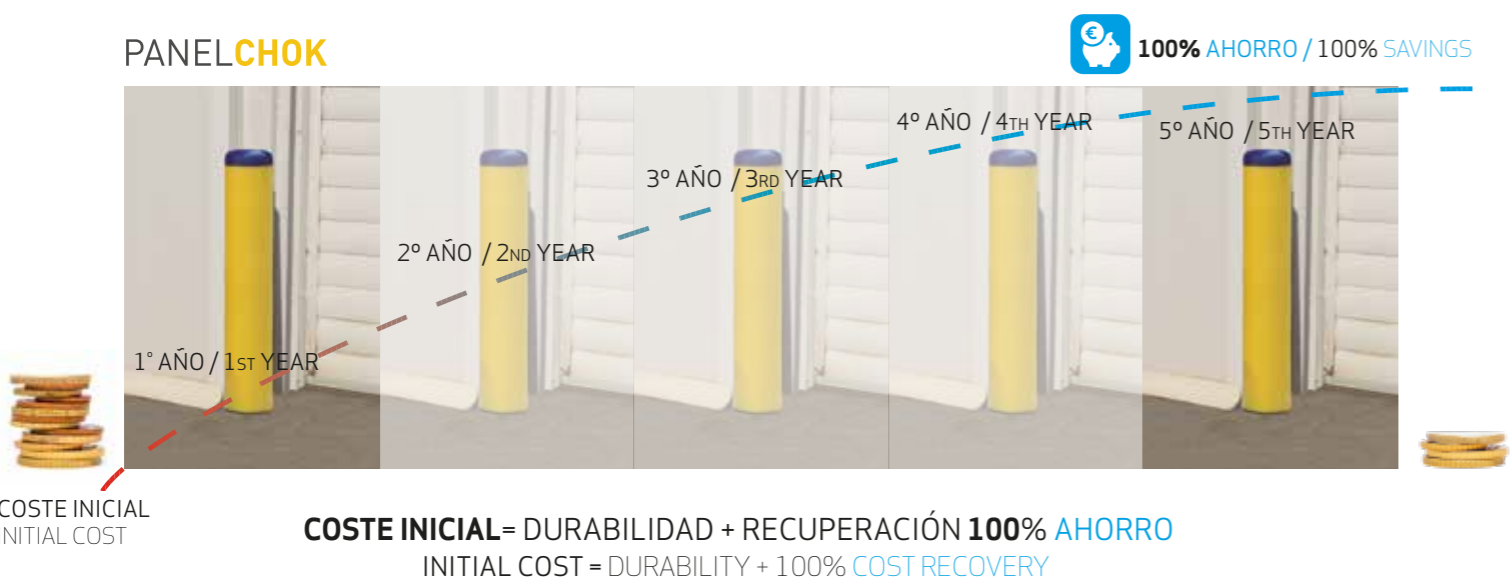 PANELCHOK
€
100% AHORRO / 100% SAVINGS
1° AÑO / 1ST YEAR
2º AÑO / 2ND YEAR
3º AÑO / 3RD YEAR
4º AÑO / 4TH YEAR
5º AÑO / 5TH YEAR
COSTE INICIAL
INITIAL COST
COSTE INICIAL= DURABILIDAD + RECUPERACIÓN 100% AHORRO
INITIAL COST = DURABILITY + 100% COST RECOVERY